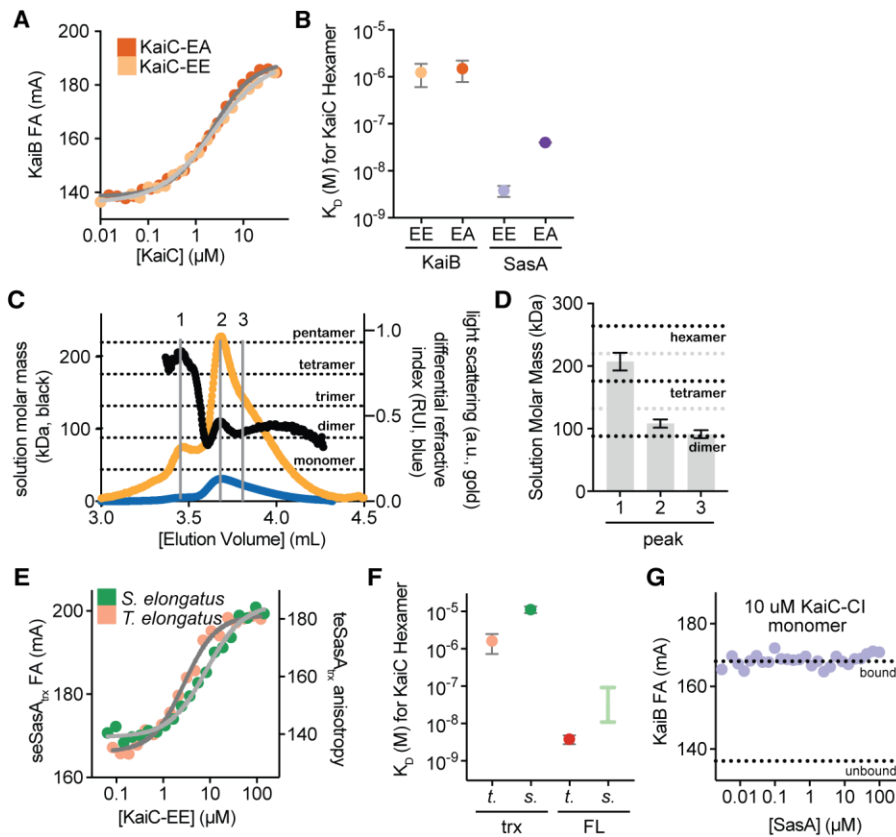 A
KaiC-EA
KaiC-EE
200
180
160
140
KaiB FA (mA)
0.01 0.1 1 10
[KaiC] (μM)
B
10⁻⁵
10⁻⁶
10⁻⁷
10⁻⁸
10⁻⁹
K_D (M) for KaiC Hexamer
EE EA EE EA
KaiB SasA
C
1 2 3
pentamer
tetramer
trimer
dimer
monomer
200
100
0
solution molar mass
(kDa, black)
1.0
0.5
0.0
differential refractive
index (RUI, blue)
light scattering (a.u., gold)
3.0 3.5 4.0 4.5
[Elution Volume] (mL)
D
300
200
100
0
Solution Molar Mass (kDa)
hexamer
tetramer
dimer
1 2 3
peak
E
S. elongatus
T. elongatus
200
180
160
seSasA_trx FA (mA)
180
160
140
teSasA_trx anisotropy
0.1 1 10 100
[KaiC-EE] (μM)
F
10⁻⁵
10⁻⁶
10⁻⁷
10⁻⁸
10⁻⁹
K_D (M) for KaiC Hexamer
t. s. t. s.
trx FL
G
10 uM KaiC-CI
monomer
190
160
130
KaiB FA (mA)
bound
unbound
0.01 0.1 1 10 100
[SasA] (μM)